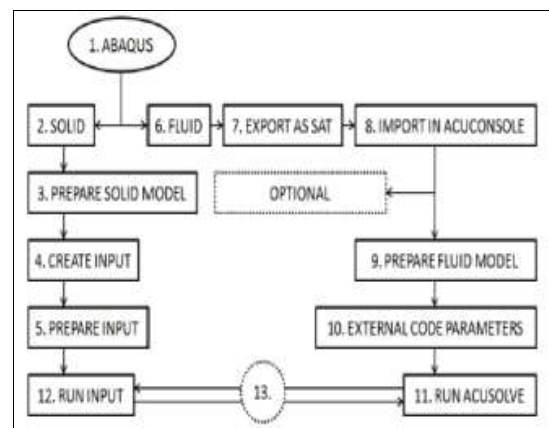 1. ABAQUS
2. SOLID
6. FLUID
7. EXPORT AS SAT
8. IMPORT IN ACUCONSOLE
3. PREPARE SOLID MODEL
OPTIONAL
4. CREATE INPUT
9. PREPARE FLUID MODEL
5. PREPARE INPUT
10. EXTERNAL CODE PARAMETERS
12. RUN INPUT
13.
11. RUN ACUSOLVE